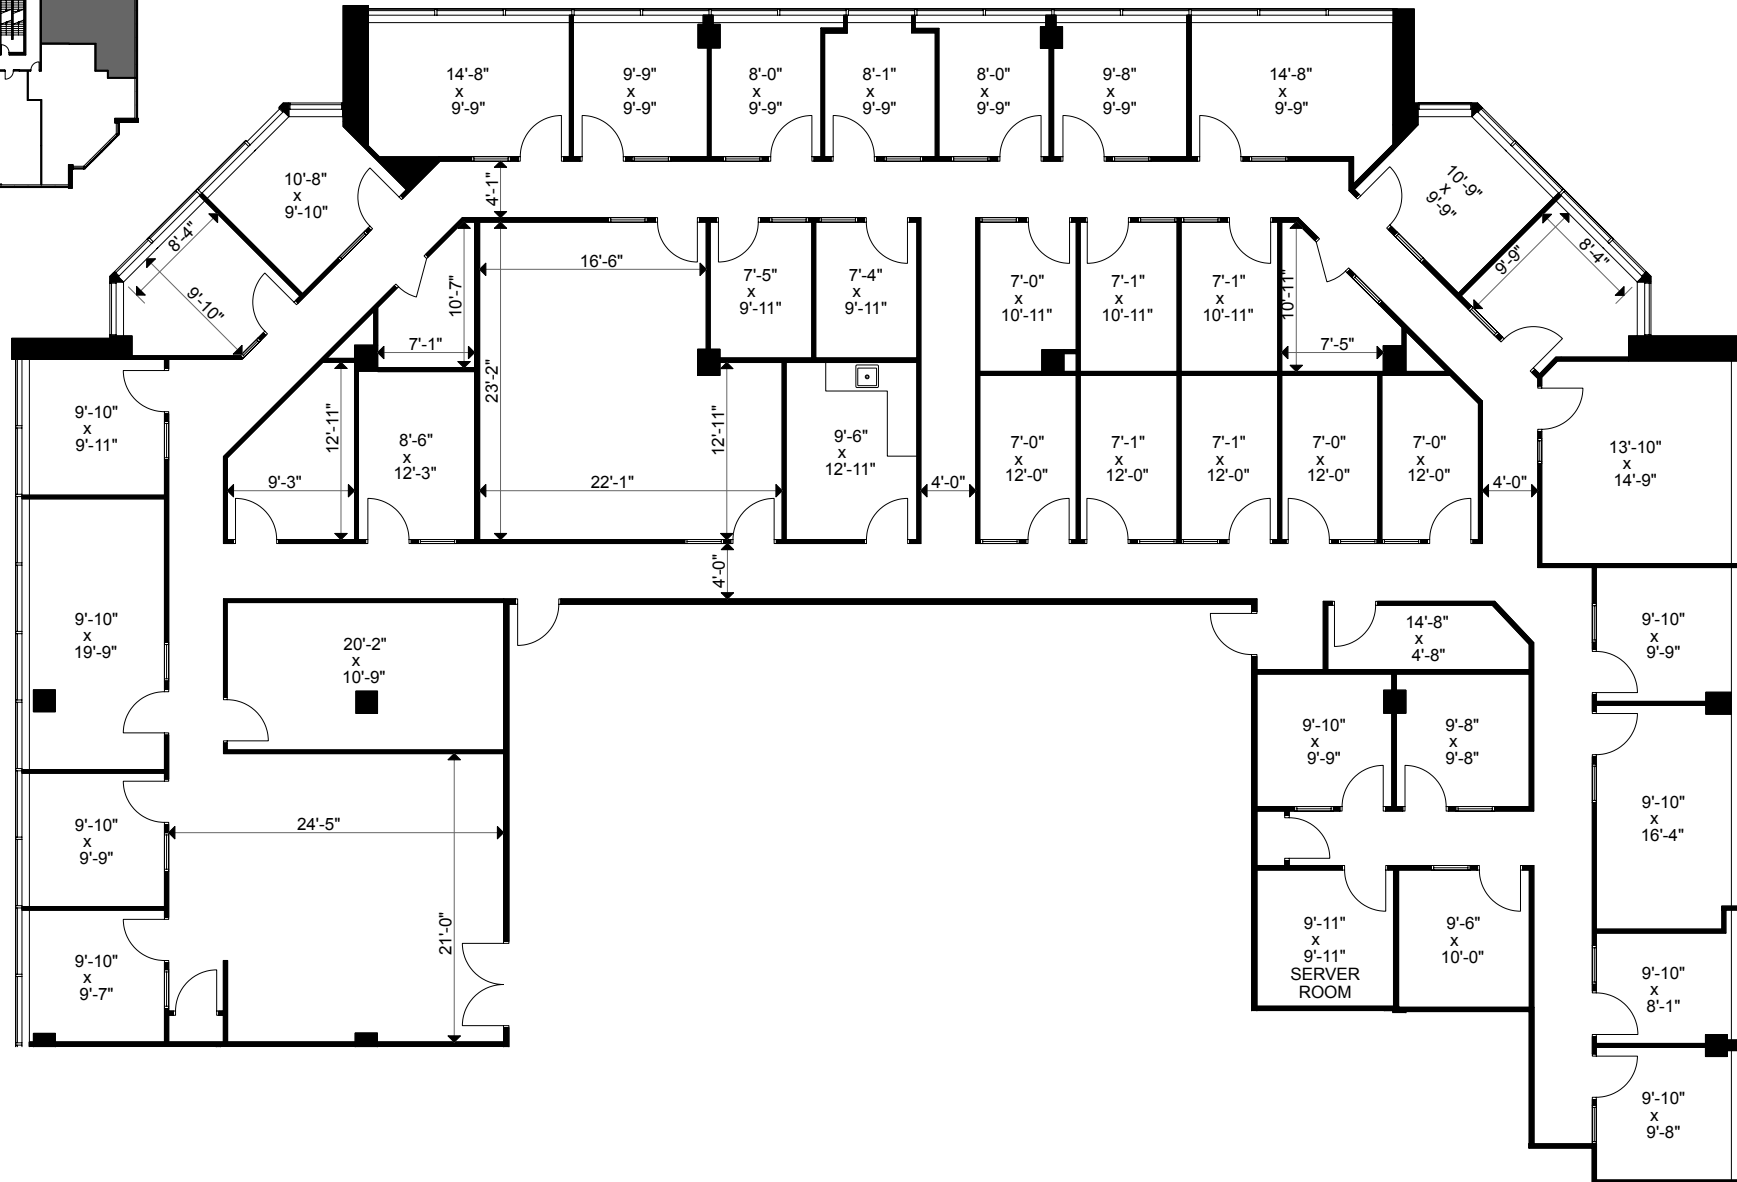 14'-8"
x
9'-9"
9'-9"
x
9'-9"
8'-0"
x
9'-9"
8'-1"
x
9'-9"
8'-0"
x
9'-9"
9'-8"
x
9'-9"
14'-8"
x
9'-9"
10'-8"
x
9'-10"
4'-1"
10'-9"
x
9'-9"
8'-4"
9'-10"
9'-9"
8'-4"
10'-7"
7'-1"
16'-6"
23'-2"
7'-5"
x
9'-11"
7'-4"
x
9'-11"
7'-0"
x
10'-11"
7'-1"
x
10'-11"
7'-1"
x
10'-11"
10'-11"
7'-5"
9'-10"
x
9'-11"
12'-11"
9'-3"
8'-6"
x
12'-3"
22'-1"
12'-11"
9'-6"
x
12'-11"
4'-0"
7'-0"
x
12'-0"
7'-1"
x
12'-0"
7'-1"
x
12'-0"
7'-0"
x
12'-0"
7'-0"
x
12'-0"
4'-0"
13'-10"
x
14'-9"
4'-0"
9'-10"
x
19'-9"
20'-2"
x
10'-9"
14'-8"
x
4'-8"
9'-10"
x
9'-9"
9'-10"
x
9'-9"
9'-8"
x
9'-8"
9'-10"
x
16'-4"
9'-10"
x
9'-9"
24'-5"
21'-0"
9'-10"
x
9'-7"
9'-11"
x
9'-11"
SERVER
ROOM
9'-6"
x
10'-0"
9'-10"
x
8'-1"
9'-10"
x
9'-8"